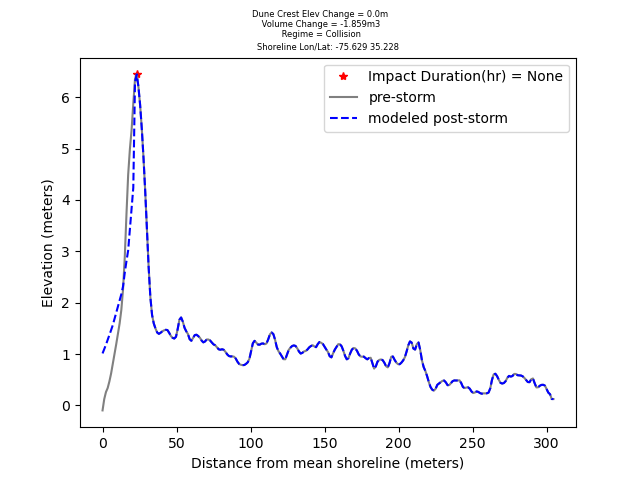 Dune Crest Elev Change = 0.0m
Volume Change = -1.859m3
Regime = Collision
Shoreline Lon/Lat: -75.629 35.228
Impact Duration(hr) = None
pre-storm
modeled post-storm
Elevation (meters)
6
5
4
3
2
1
0
0 50 100 150 200 250 300
Distance from mean shoreline (meters)